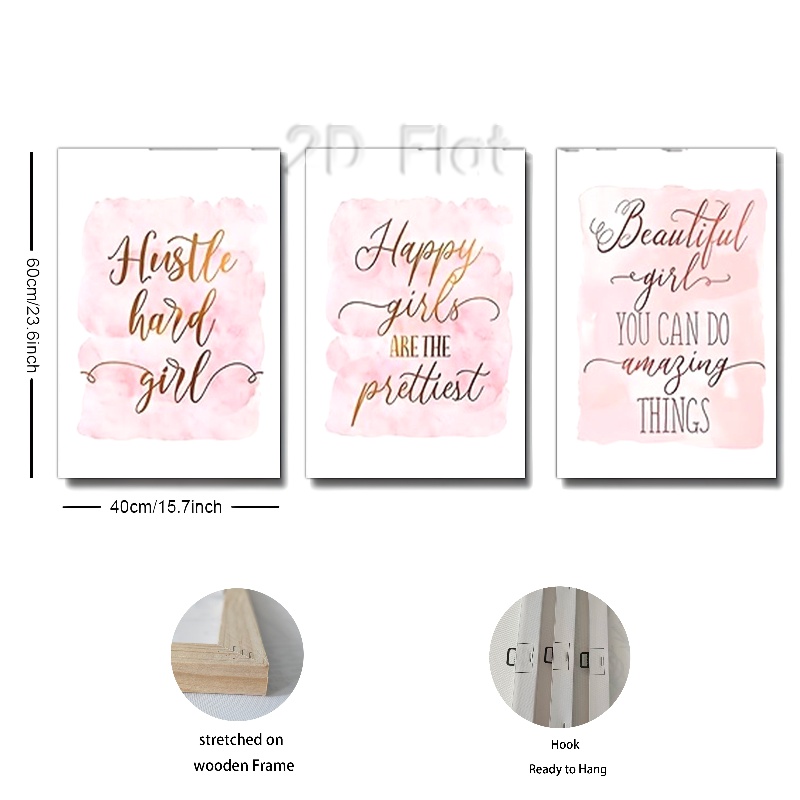 2D Flat
60cm/23.6inch
Hustle
hard
girl
Happy
girls
ARE THE
prettiest
Beautiful
girl
YOU CAN DO
amazing
THINGS
40cm/15.7inch
stretched on
wooden Frame
Hook
Ready to Hang